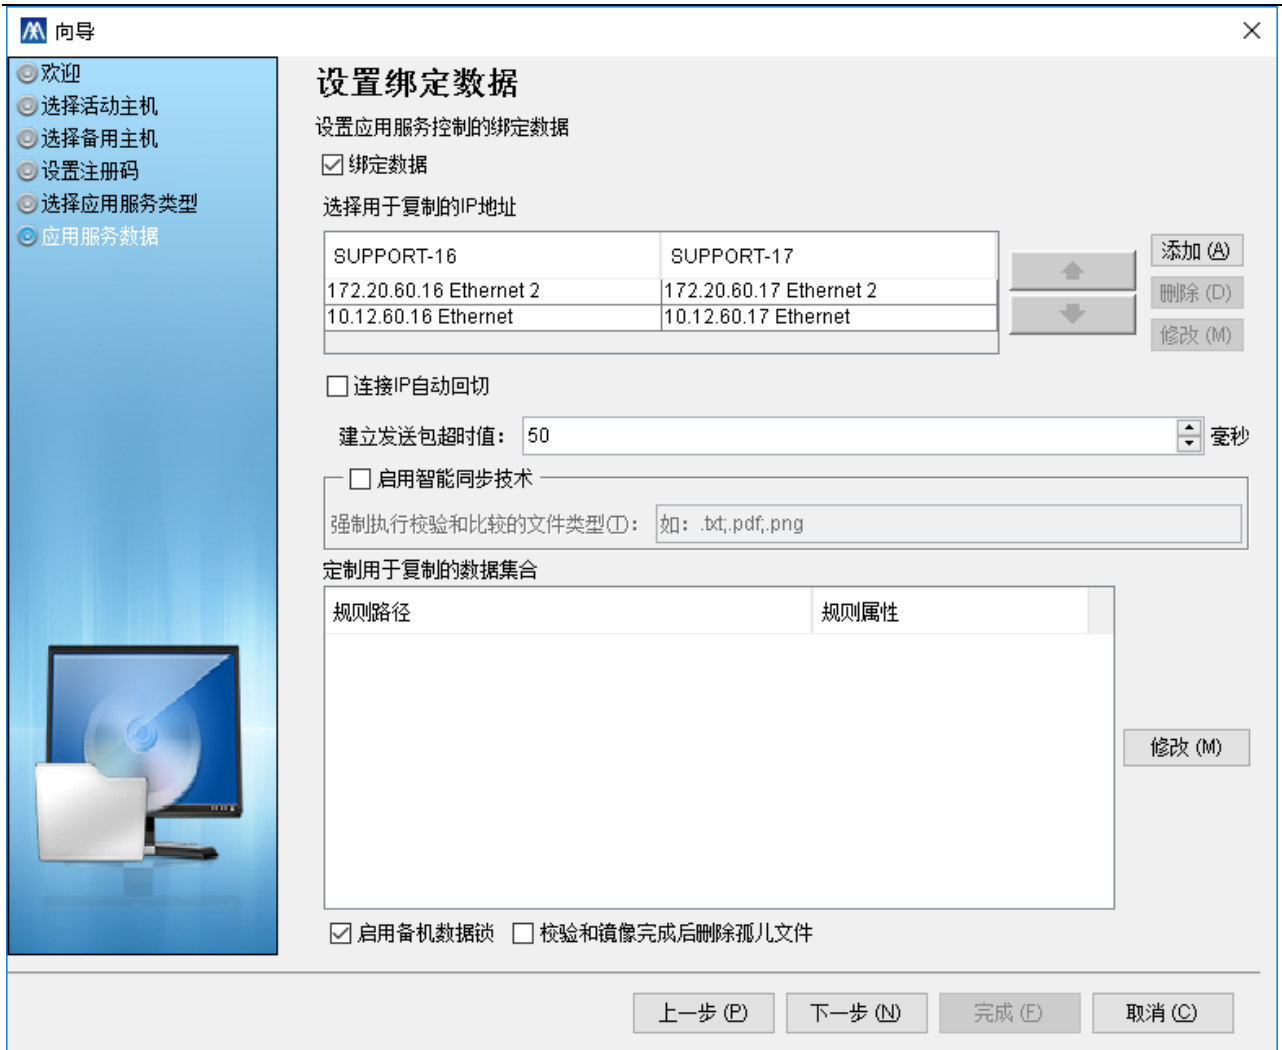 向导
欢迎
选择活动主机
选择备用主机
设置注册码
选择应用服务类型
应用服务数据
设置绑定数据
设置应用服务控制的绑定数据
绑定数据
选择用于复制的IP地址
SUPPORT-16 SUPPORT-17
172.20.60.16 Ethernet 2 172.20.60.17 Ethernet 2
10.12.60.16 Ethernet 10.12.60.17 Ethernet
添加 (A)
删除 (D)
修改 (M)
连接IP自动回切
建立发送包超时值： 50 毫秒
启用智能同步技术
强制执行校验和比较的文件类型(T)： 如：.txt;.pdf;.png
定制用于复制的数据集合
规则路径 规则属性
修改 (M)
启用备机数据锁 校验和镜像完成后删除孤儿文件
上一步 (P) 下一步 (N) 完成 (F) 取消 (C)